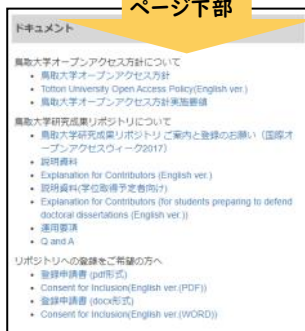 ページ下部
ドキュメント
鳥取大学オープンアクセス方針について
鳥取大学オープンアクセス方針
Tottori University Open Access Policy(English ver.)
鳥取大学オープンアクセス方針実施要領
鳥取大学研究成果リポジトリについて
鳥取大学研究成果リポジトリ ご案内と登録のお願い（国際オ
ープンアクセスウィーク2017）
説明資料
Explanation for Contributors (English ver.)
説明資料(学位取得予定者向け)
Explanation for Contributors (for students preparing to defend
doctoral dissertations (English ver.))
運用要項
Q and A
リポジトリへの登録をご希望の方へ
登録申請書 (pdf形式)
Consent for Inclusion(English ver.(PDF))
登録申請書 (docx形式)
Consent for Inclusion(English ver.(WORD))